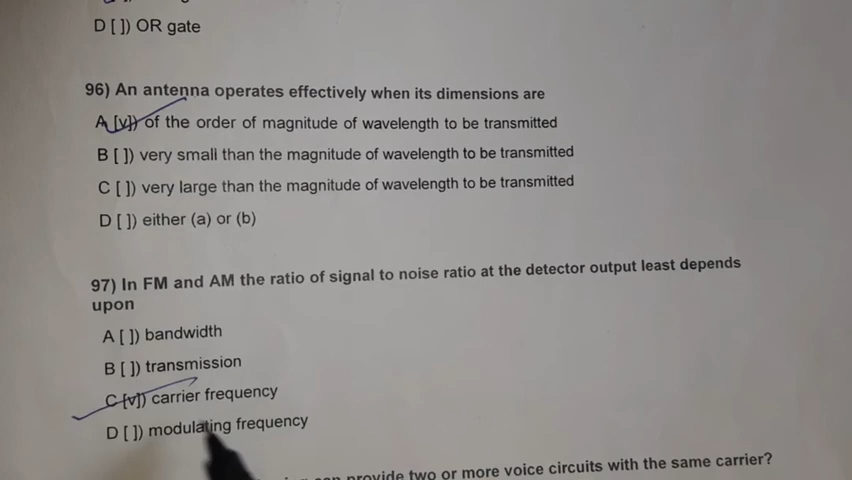 D [ ]) OR gate
96) An antenna operates effectively when its dimensions are
A [v]) of the order of magnitude of wavelength to be transmitted
B [ ]) very small than the magnitude of wavelength to be transmitted
C [ ]) very large than the magnitude of wavelength to be transmitted
D [ ]) either (a) or (b)
97) In FM and AM the ratio of signal to noise ratio at the detector output least depends
upon
A [ ]) bandwidth
B [ ]) transmission
C [v]) carrier frequency
D [ ]) modulating frequency
can provide two or more voice circuits with the same carrier?